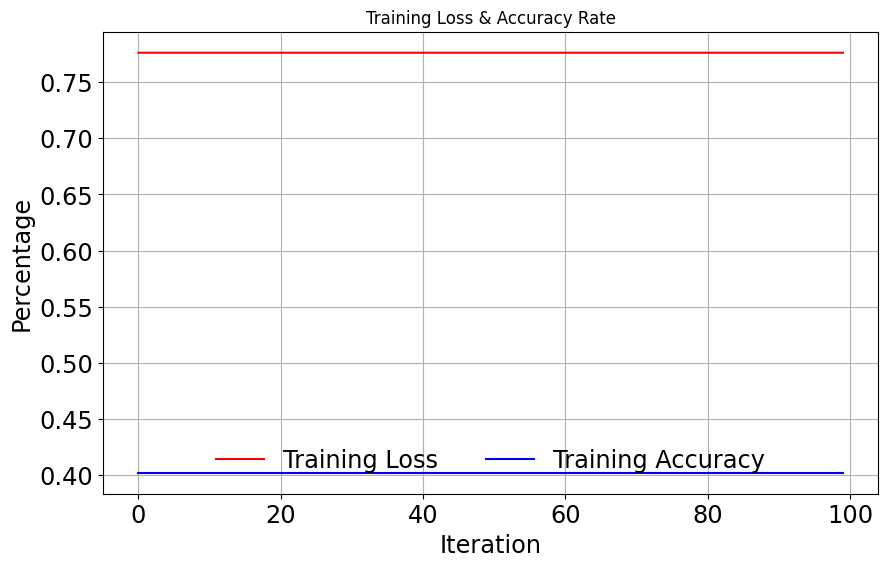 Training Loss & Accuracy Rate
Percentage
0.75
0.70
0.65
0.60
0.55
0.50
0.45
0.40
Training Loss Training Accuracy
0 20 40 60 80 100
Iteration